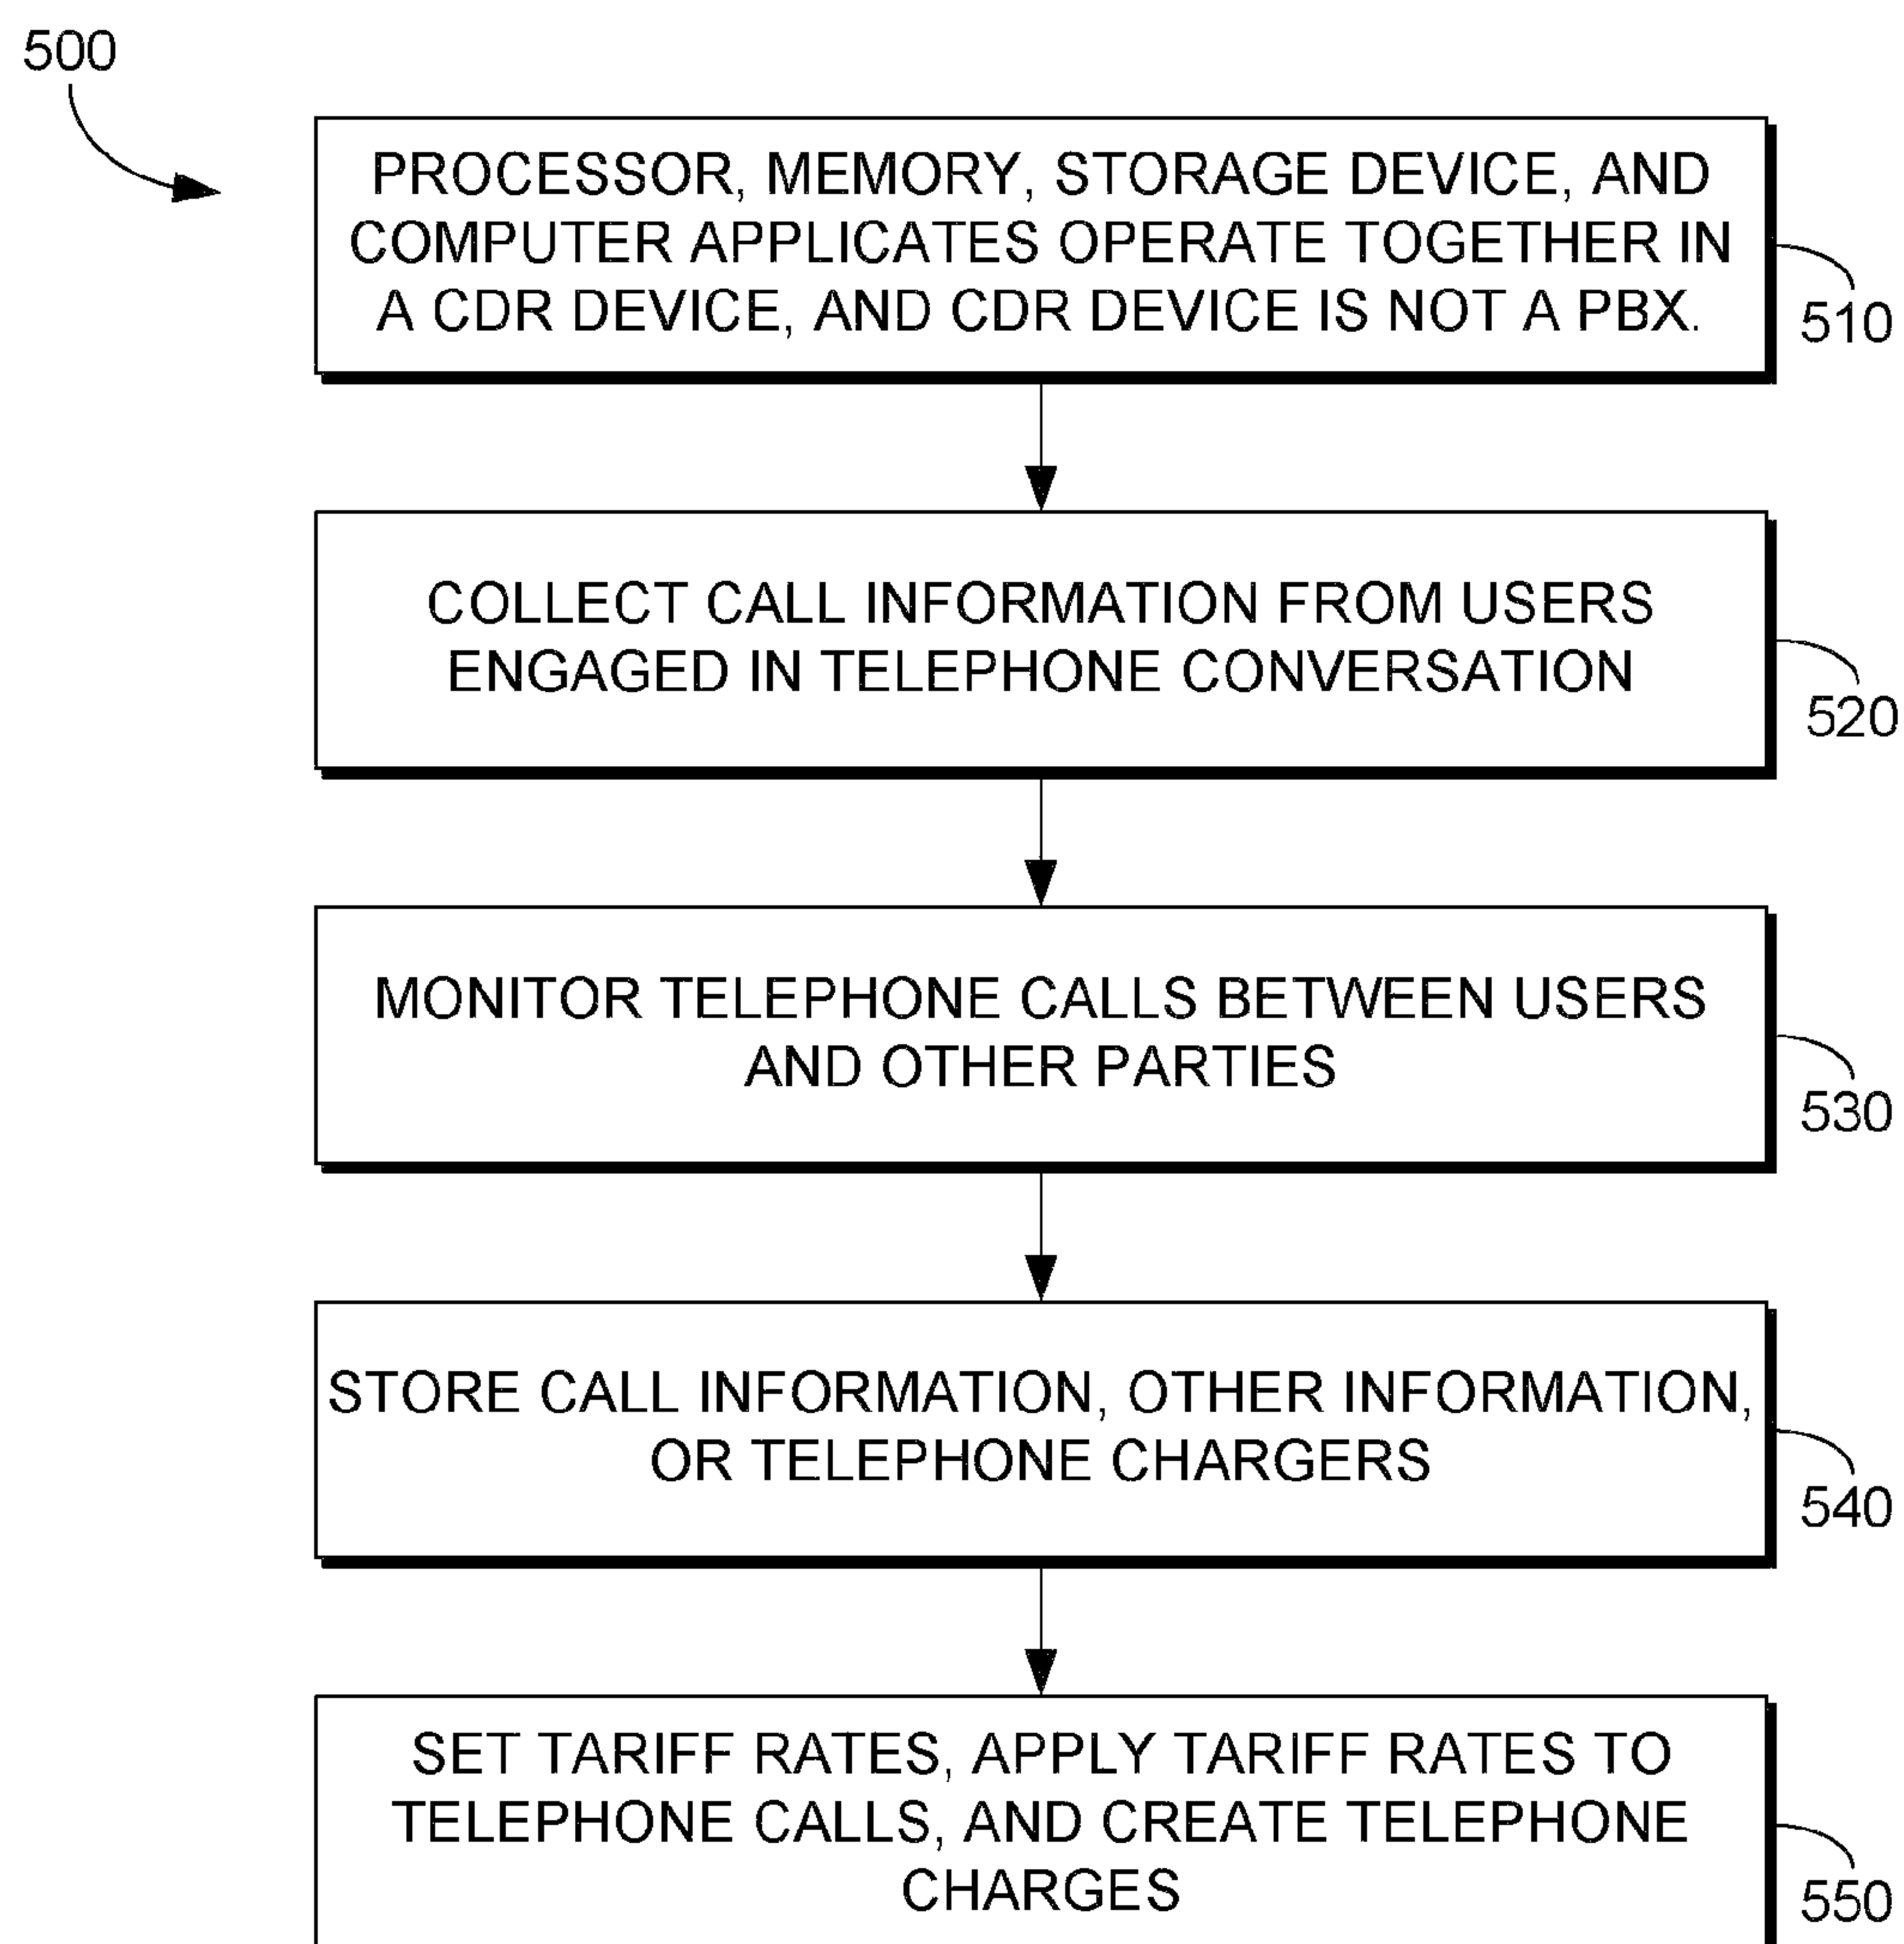 500
PROCESSOR, MEMORY, STORAGE DEVICE, AND
COMPUTER APPLICATES OPERATE TOGETHER IN
A CDR DEVICE, AND CDR DEVICE IS NOT A PBX.
510
COLLECT CALL INFORMATION FROM USERS
ENGAGED IN TELEPHONE CONVERSATION
520
MONITOR TELEPHONE CALLS BETWEEN USERS
AND OTHER PARTIES
530
STORE CALL INFORMATION, OTHER INFORMATION,
OR TELEPHONE CHARGERS
540
SET TARIFF RATES, APPLY TARIFF RATES TO
TELEPHONE CALLS, AND CREATE TELEPHONE
CHARGES
550